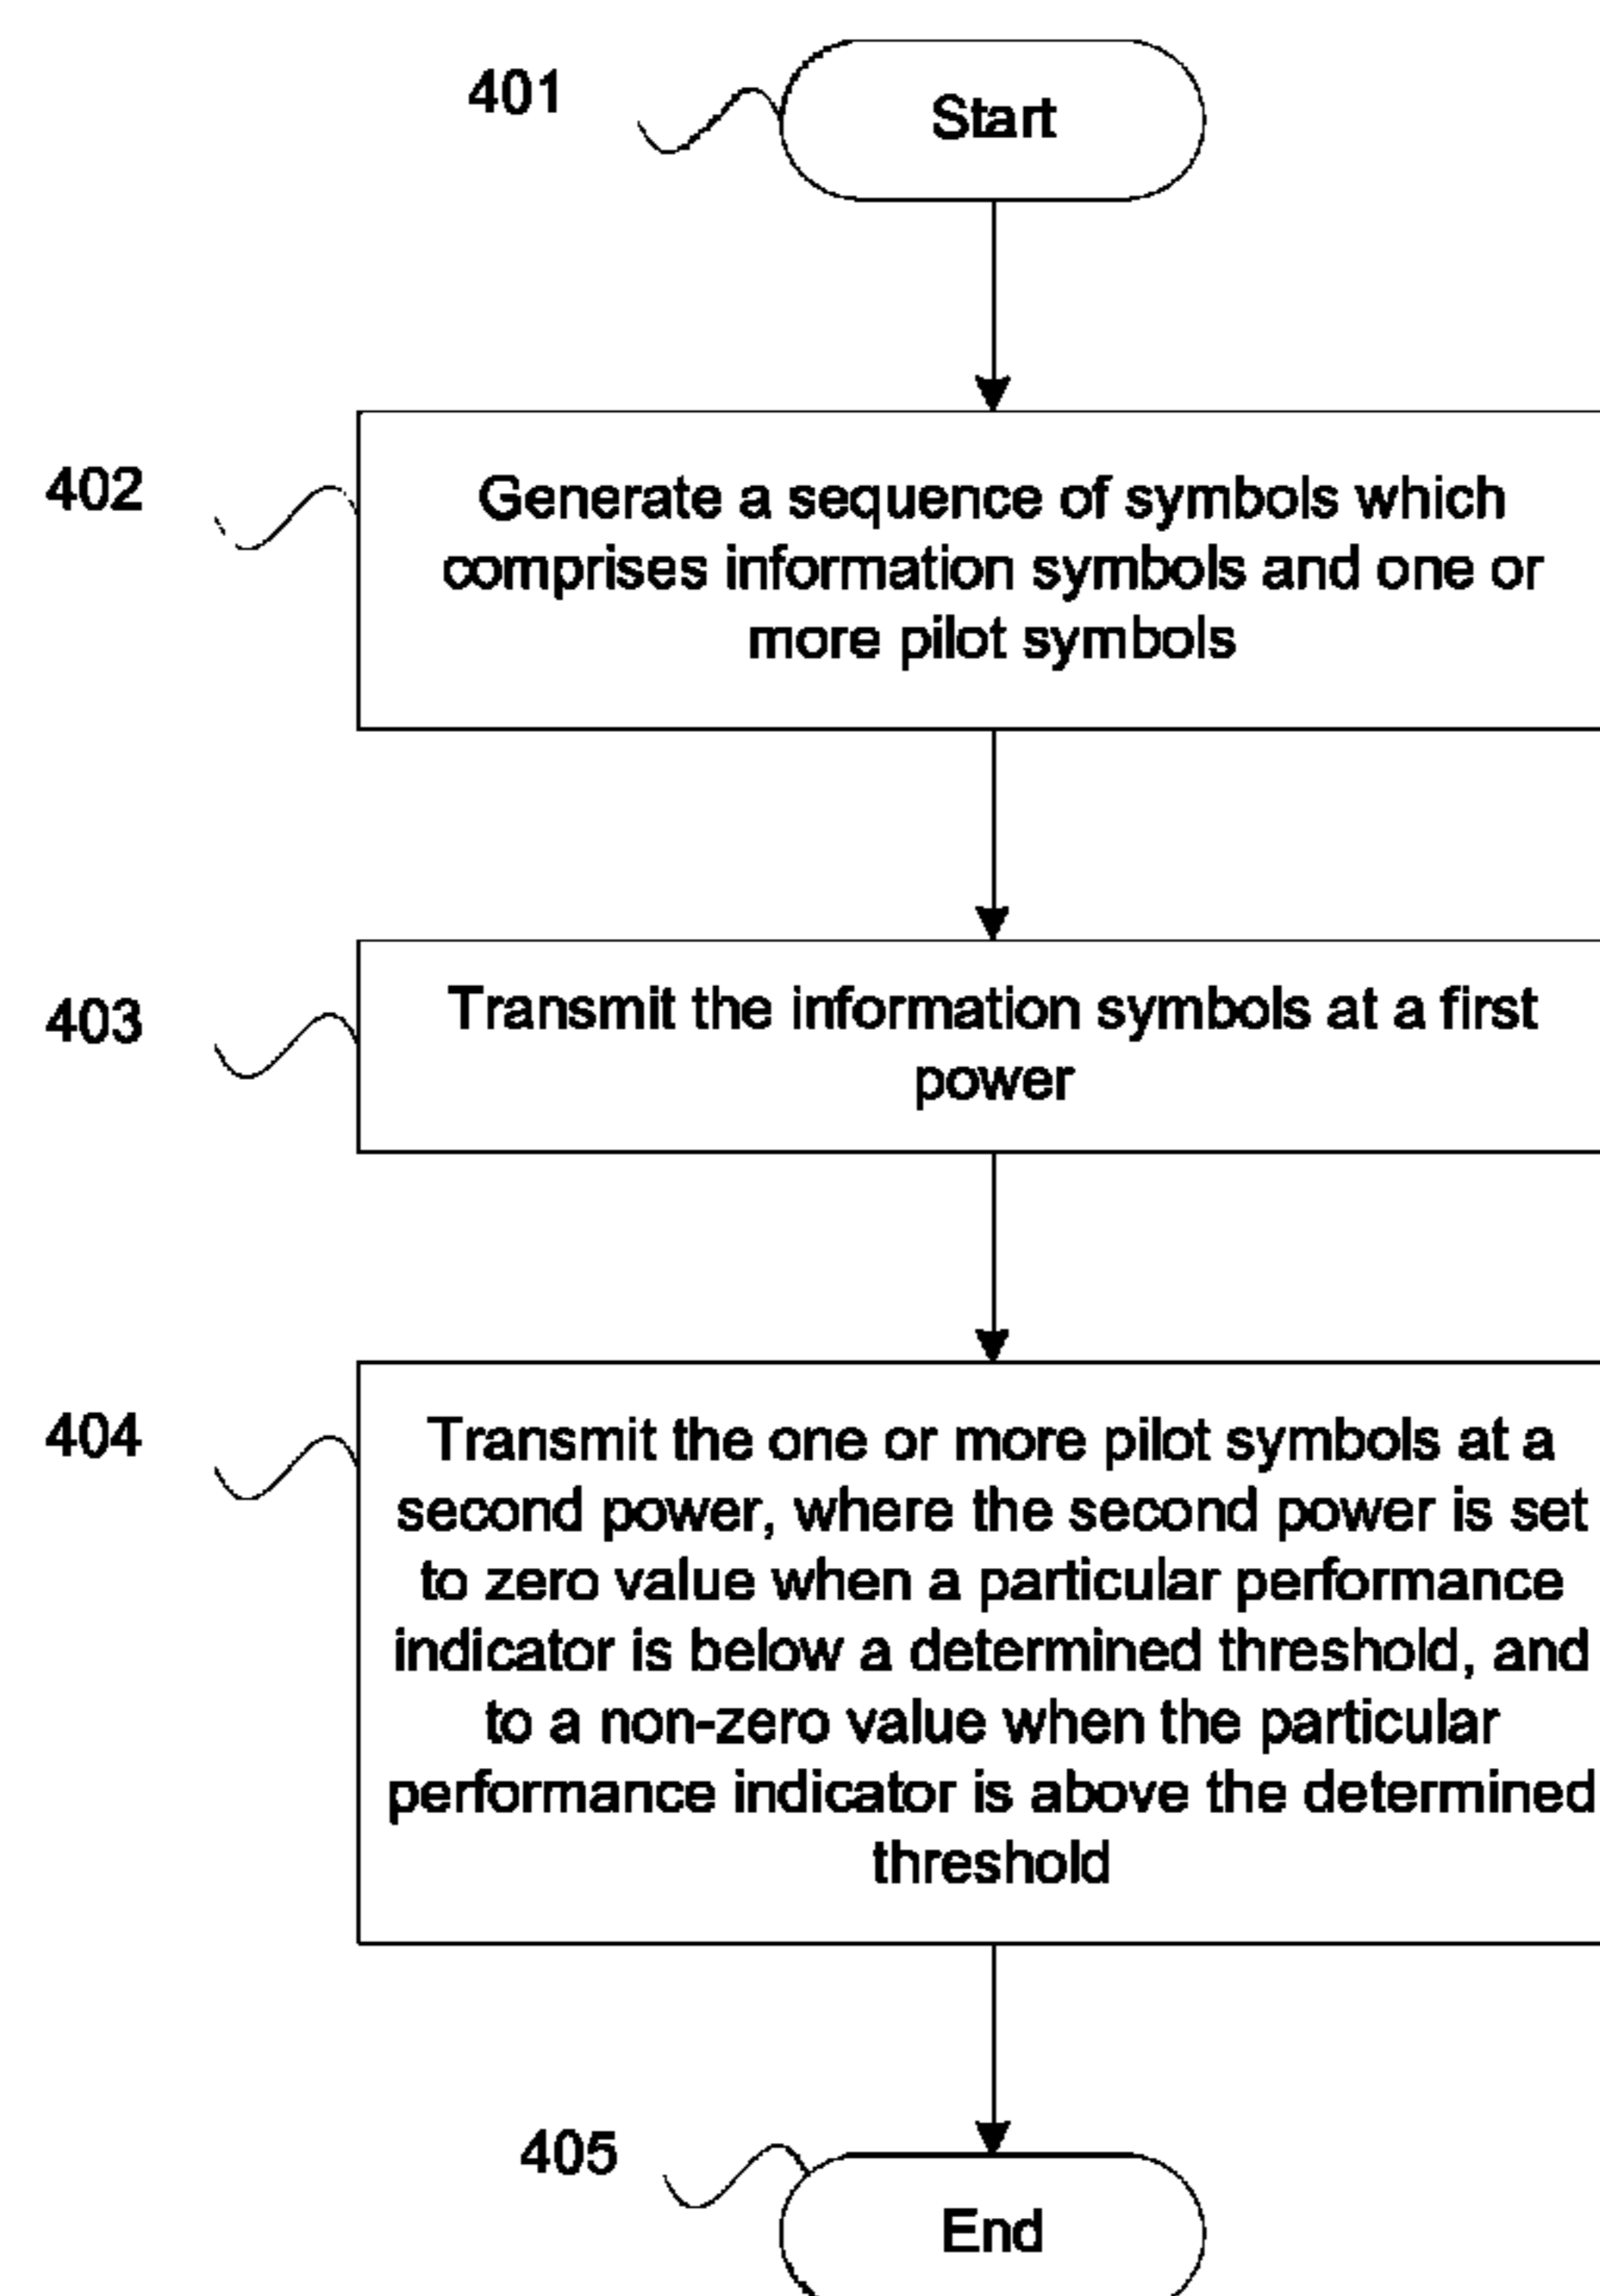 401
Start
402
Generate a sequence of symbols which
comprises information symbols and one or
more pilot symbols
403
Transmit the information symbols at a first
power
404
Transmit the one or more pilot symbols at a
second power, where the second power is set
to zero value when a particular performance
indicator is below a determined threshold, and
to a non-zero value when the particular
performance indicator is above the determined
threshold
405
End